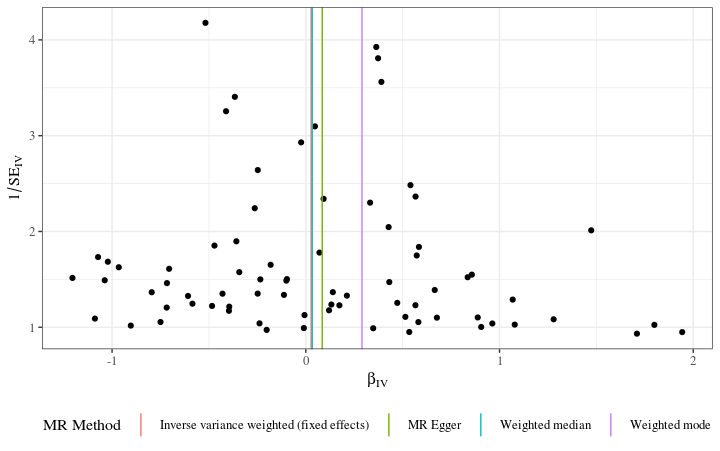 4
3
2
1
1/SE_IV
-1
0
1
2
β_IV
MR Method
Inverse variance weighted (fixed effects)
MR Egger
Weighted median
Weighted mode